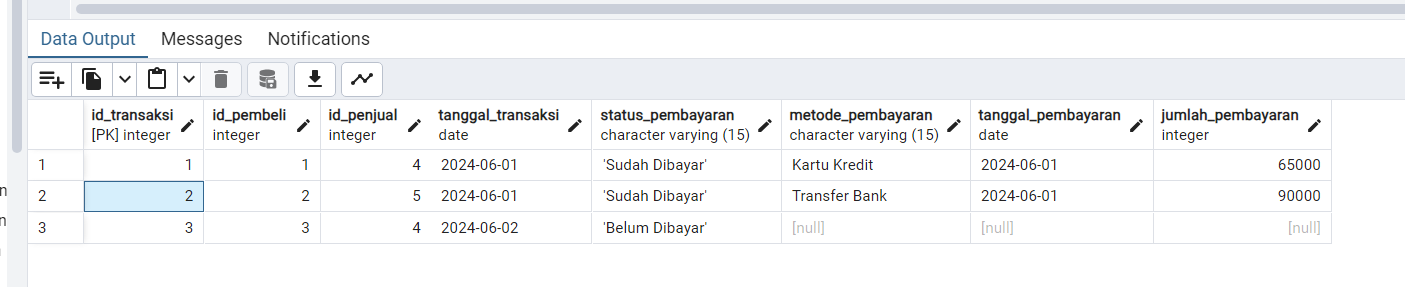 Data Output Messages Notifications
id_transaksi id_pembeli id_penjual tanggal_transaksi status_pembayaran metode_pembayaran tanggal_pembayaran jumlah_pembayaran
[PK] integer integer integer date character varying (15) character varying (15) date integer
1 1 1 4 2024-06-01 'Sudah Dibayar' Kartu Kredit 2024-06-01 65000
2 2 2 5 2024-06-01 'Sudah Dibayar' Transfer Bank 2024-06-01 90000
3 3 3 4 2024-06-02 'Belum Dibayar' [null] [null] [null]